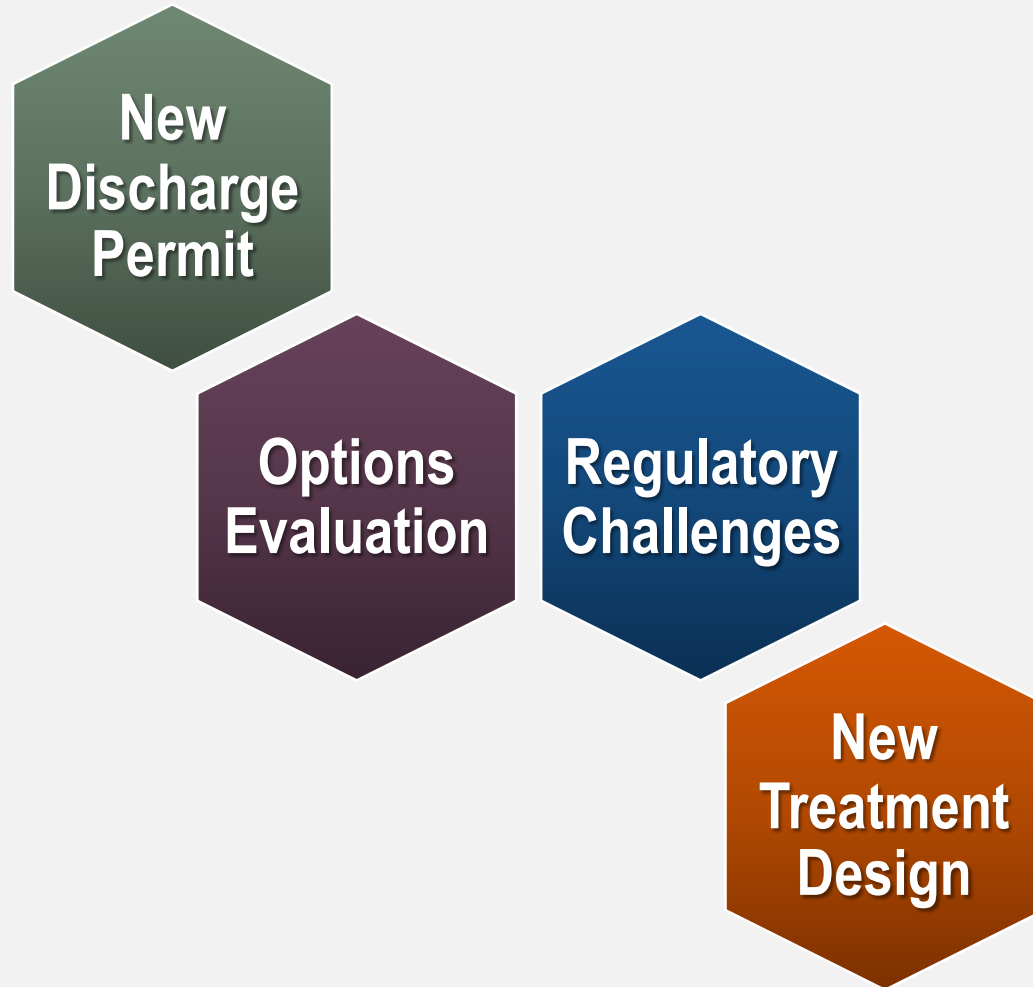 New
Discharge
Permit
Options
Evaluation
Regulatory
Challenges
New
Treatment
Design